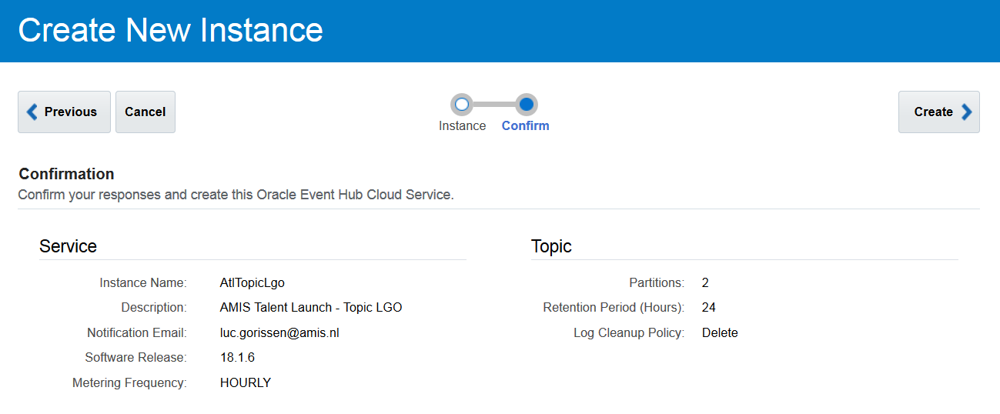 Create New Instance
Previous
Cancel
Instance
Confirm
Create
Confirmation
Confirm your responses and create this Oracle Event Hub Cloud Service.
Service
Instance Name: AtlTopicLgo
Description: AMIS Talent Launch - Topic LGO
Notification Email: luc.gorissen@amis.nl
Software Release: 18.1.6
Metering Frequency: HOURLY
Topic
Partitions: 2
Retention Period (Hours): 24
Log Cleanup Policy: Delete